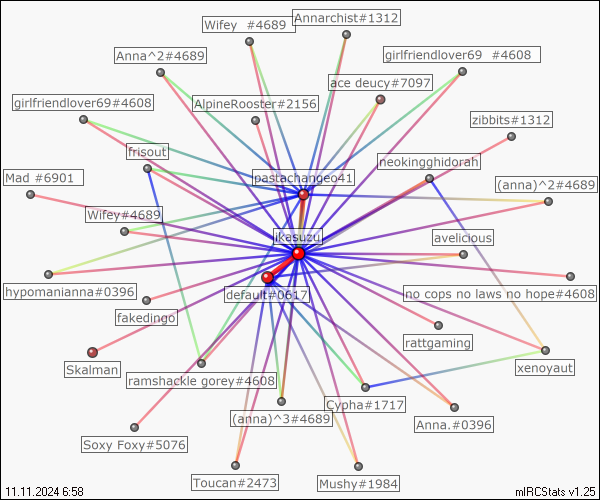 Wifey  #4689
Annarchist#1312
Anna^2#4689
girlfriendlover69  #4608
ace deucy#7097
girlfriendlover69#4608
AlpineRooster#2156
zibbits#1312
frisout
neokingghidorah
Mad #6901
pastachangeo41
(anna)^2#4689
Wifey#4689
ikasuzu
avelicious
hypomanianna#0396
default#0617
no cops no laws no hope#4608
fakedingo
rattgaming
Skalman
xenoyaut
ramshackle gorey#4608
Cypha#1717
(anna)^3#4689
Anna.#0396
Soxy Foxy#5076
Toucan#2473
Mushy#1984
11.11.2024 6:58
mIRCStats v1.25